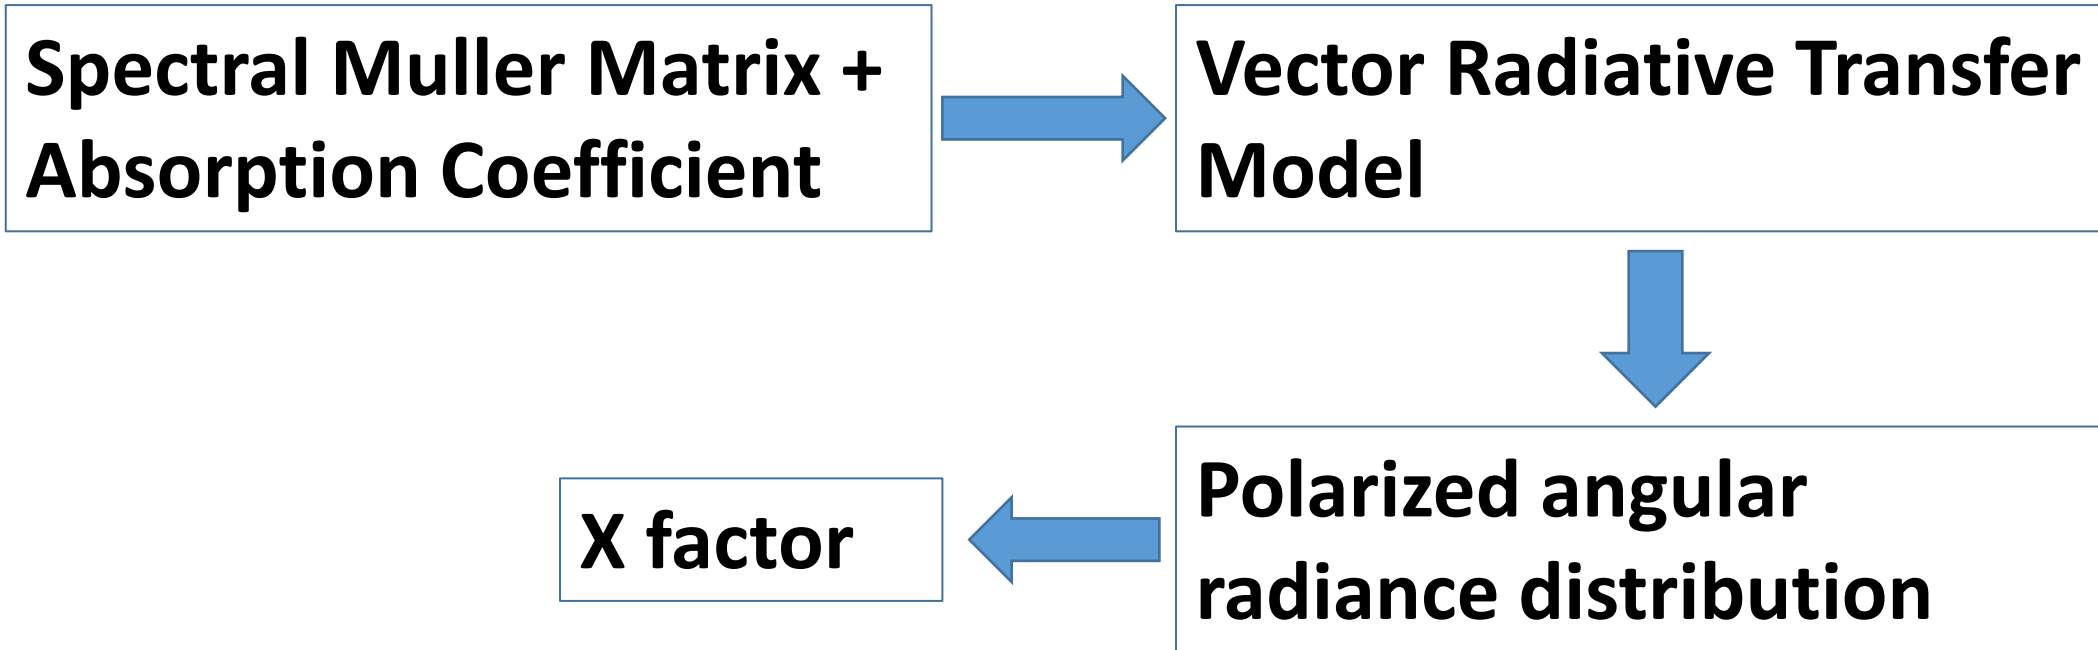 Spectral Muller Matrix +
Absorption Coefficient
Vector Radiative Transfer
Model
Polarized angular
radiance distribution
X factor